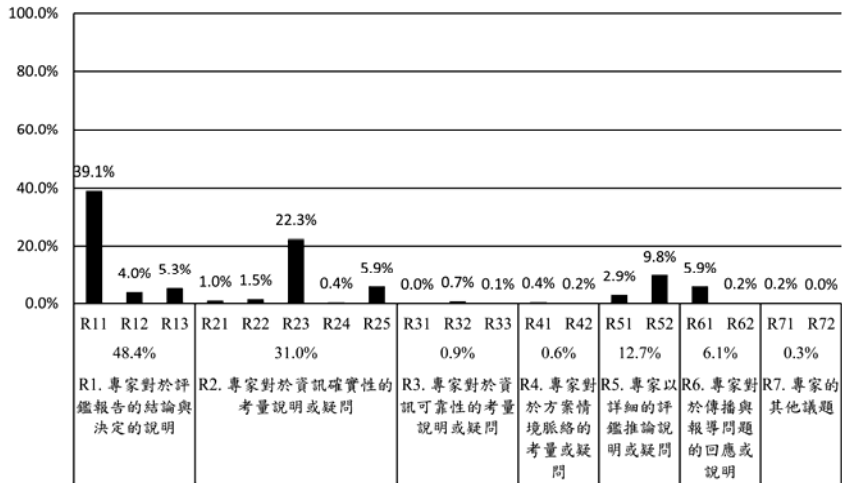 100.0%
80.0%
60.0%
40.0%
20.0%
0.0%
39.1%
4.0%
5.3%
1.0%
1.5%
22.3%
0.4%
5.9%
0.0%
0.7%
0.1%
0.4%
0.2%
2.9%
9.8%
5.9%
0.2%
0.2%
0.0%
R11 R12 R13 R21 R22 R23 R24 R25 R31 R32 R33 R41 R42 R51 R52 R61 R62 R71 R72
48.4% 31.0% 0.9% 0.6% 12.7% 6.1% 0.3%
R1. 專家對於評
鑑報告的結論與
決定的說明
R2. 專家對於資訊確實性的
考量說明或疑問
R3. 專家對於資
訊可靠性的考量
說明或疑問
R4. 專家對
於方案情
境脈絡的
考量或疑
問
R5. 專家以
詳細的評
鑑推論說
明或疑問
R6. 專家對
於傳播與
報導問題
的回應或
說明
R7. 專家的
其他議題